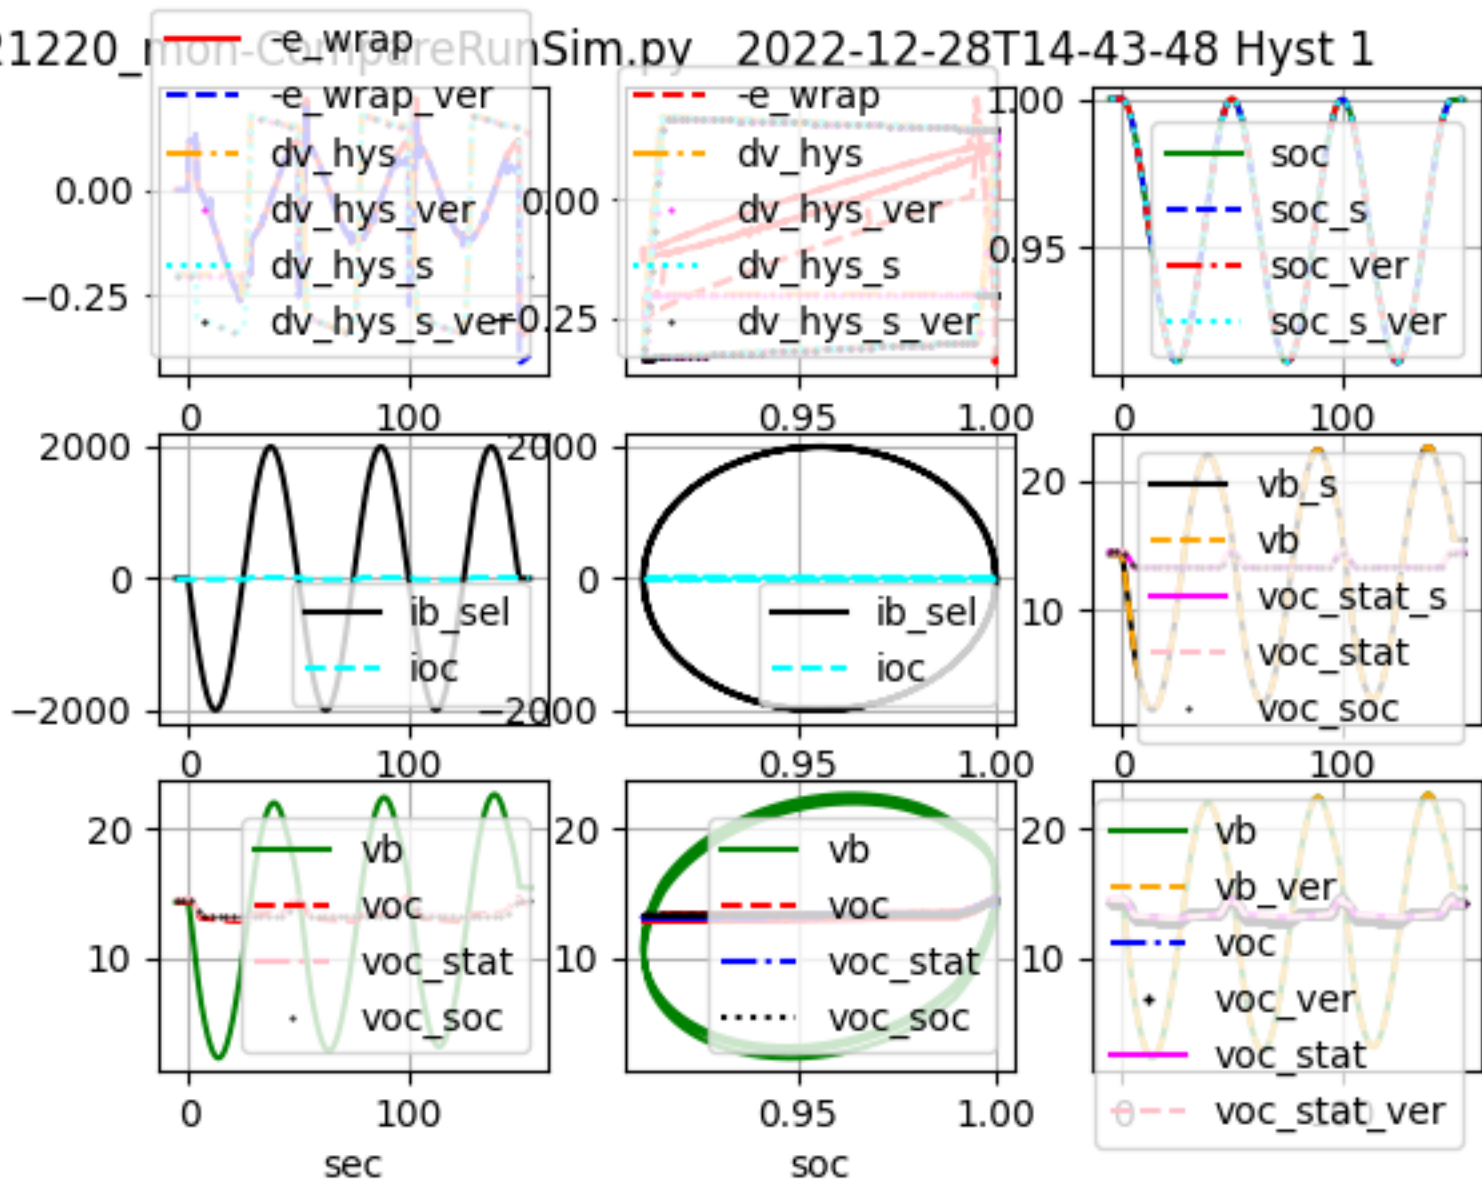 21220_mon-CompareRunSim.py   2022-12-28T14-43-48 Hyst 1
-e_wrap
-e_wrap_ver
dv_hys
dv_hys_ver
dv_hys_s
dv_hys_s_ver
0.00
−0.25
0
100
-e_wrap
dv_hys
dv_hys_ver
dv_hys_s
dv_hys_s_ver
0.00
0.25
0.95
1.00
soc
soc_s
soc_ver
soc_s_ver
1.00
0.95
0
100
2000
0
−2000
ib_sel
ioc
0
100
2000
0
−2000
ib_sel
ioc
0.95
1.00
20
10
vb_s
vb
voc_stat_s
voc_stat
voc_soc
0
100
20
10
vb
voc
voc_stat
voc_soc
0
100
sec
20
10
vb
voc
voc_stat
voc_soc
0.95
1.00
soc
20
10
vb
vb_ver
voc
voc_ver
voc_stat
voc_stat_ver
0